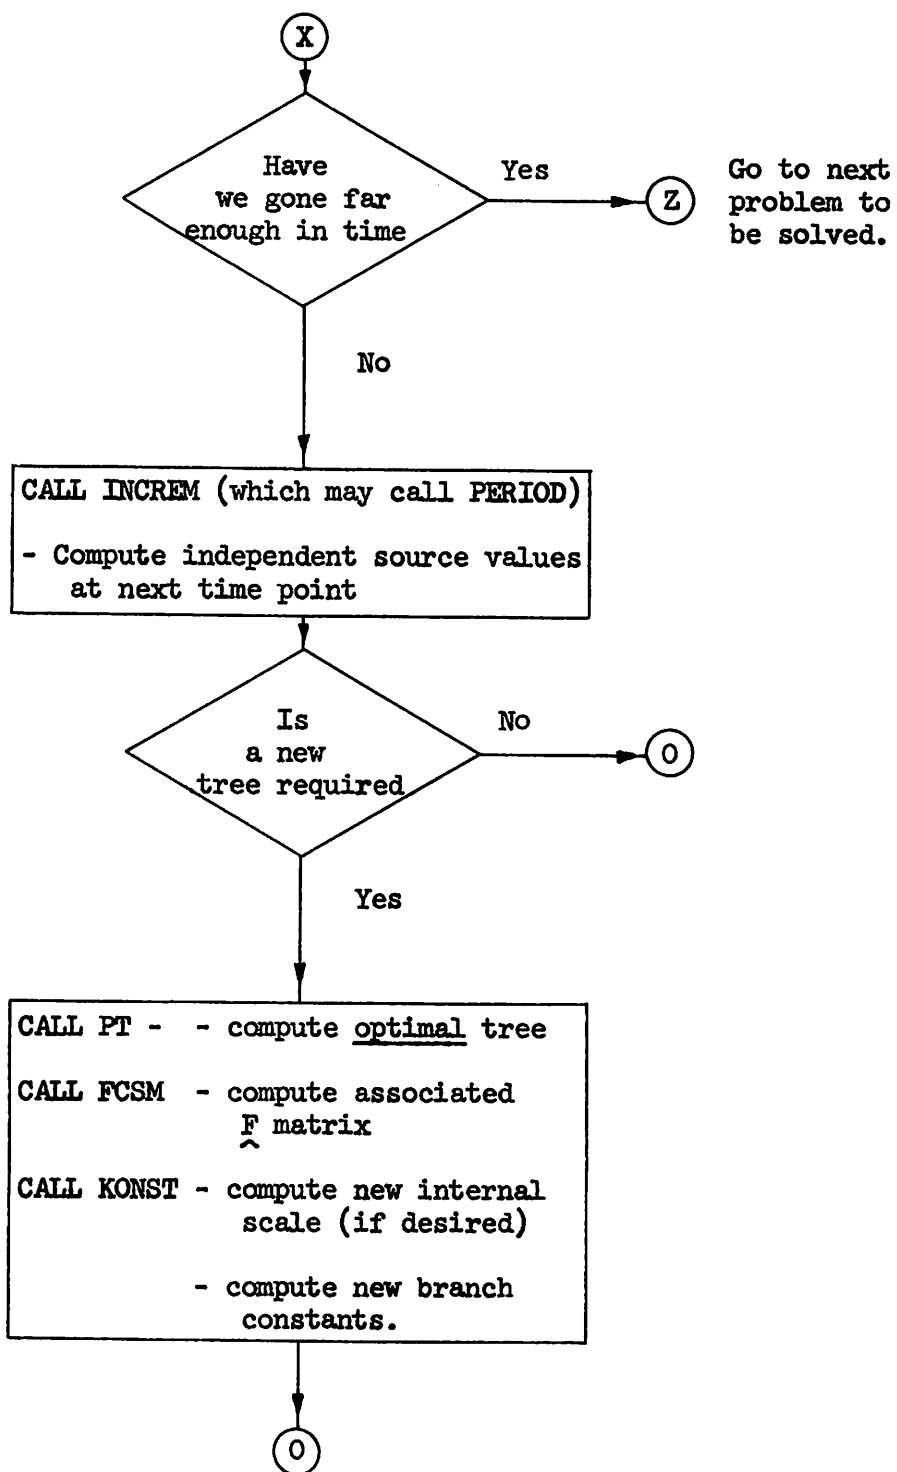 X
Have
we gone far
enough in time
Yes
Z
Go to next
problem to
be solved.
No
CALL INCREM (which may call PERIOD)
- Compute independent source values
at next time point
Is
a new
tree required
No
O
Yes
CALL PT - - compute optimal tree
CALL FCSM - compute associated
F matrix
CALL KONST - compute new internal
scale (if desired)
- compute new branch
constants.
O